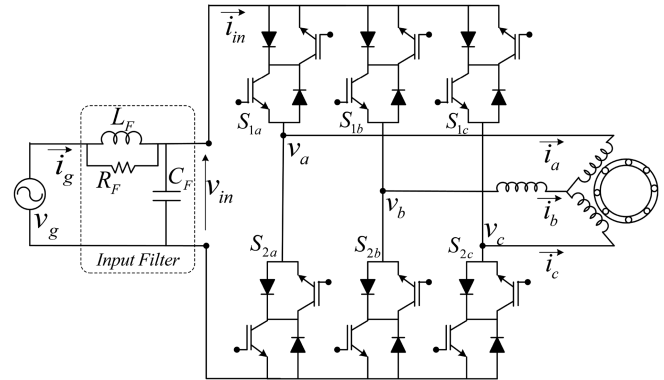 i_in
S_1a
S_1b
S_1c
L_F
i_g
R_F
C_F
v_in
v_g
Input Filter
v_a
i_a
v_b
i_b
v_c
i_c
S_2a
S_2b
S_2c